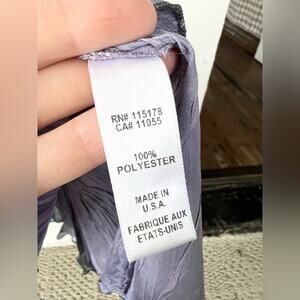 RN# 115178
CA# 11055
100%
POLYESTER
MADE IN
U.S.A.
FABRIQUE AUX
ETATS-UNIS